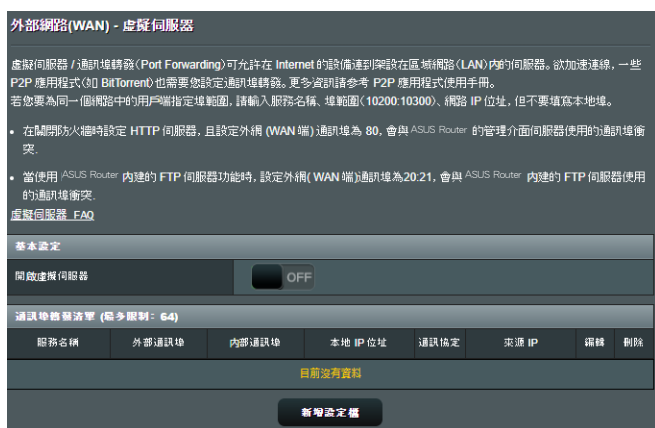 外部網路(WAN) - 虛擬伺服器
虛擬伺服器 / 通訊埠轉發(Port Forwarding)可允許在 Internet 的設備連到架設在區域網路(LAN)内的伺服器。欲加速連線，一些
P2P 應用程式(如 BitTorrent)也需要您設定通訊埠轉發。更多資訊請參考 P2P 應用程式使用手冊。
若您要為同一個網路中的用戶端指定埠範圍，請輸入服務名稱、埠範圍(10200:10300)、網路 IP 位址，但不要填寫本地埠。
• 在關閉防火牆時設定 HTTP 伺服器，且設定外網 (WAN 端) 通訊埠為 80，會與 ASUS Router 的管理介面伺服器使用的通訊埠衝
突.
• 當使用 ASUS Router 内建的 FTP 伺服器功能時，設定外網( WAN 端)通訊埠為20:21，會與 ASUS Router 内建的 FTP 伺服器使用
的通訊埠衝突.
虛擬伺服器 FAQ
基本設定
開啟虛擬伺服器 OFF
通訊埠轉發清單 (最多限制：64)
服務名稱 外部通訊埠 内部通訊埠 本地 IP 位址 通訊協定 來源 IP 編輯 刪除
目前沒有資料
新增設定檔